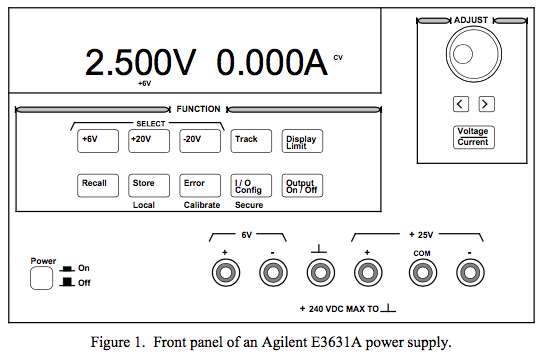 ADJUST
2.500V 0.000A CV
+6V
FUNCTION
SELECT
+6V +20V -20V Track Display Limit
Voltage
Current
Recall Store Error I / O Config Output On / Off
Local Calibrate Secure
6V + 25V
+ - + COM -
Power On
Off
+ 240 VDC MAX TO
Figure 1. Front panel of an Agilent E3631A power supply.